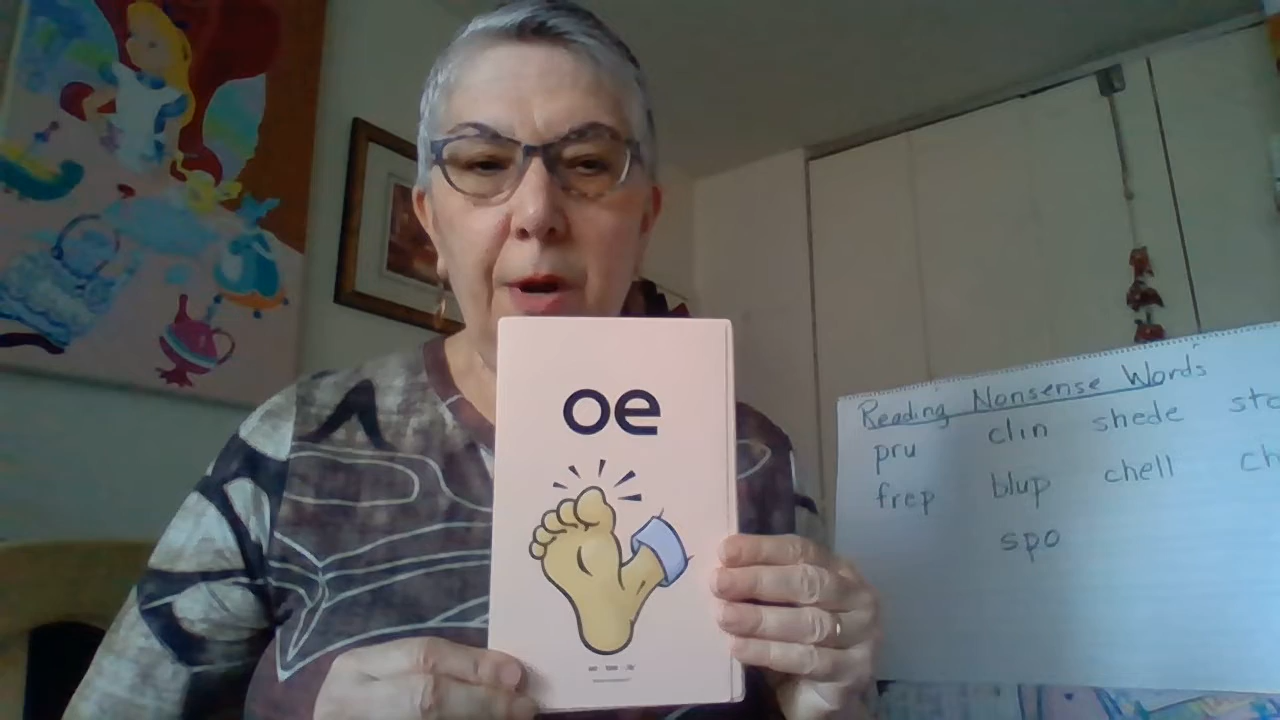 oe
Reading Nonsense Words
pru clin shede
frep blup chell
spo